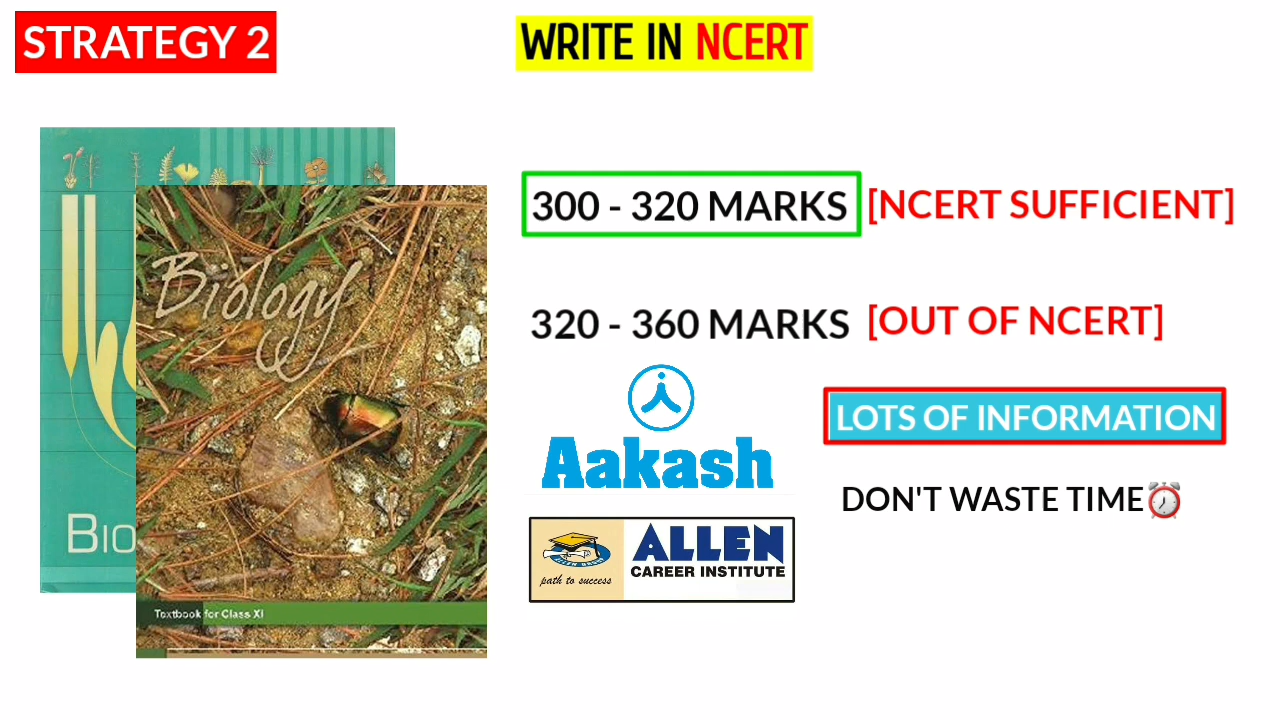 STRATEGY 2
WRITE IN NCERT
300 - 320 MARKS [NCERT SUFFICIENT]
320 - 360 MARKS [OUT OF NCERT]
Biology
Textbook for Class XI
BIO
Aakash
LOTS OF INFORMATION
DON'T WASTE TIME
ALLEN
CAREER INSTITUTE
path to success